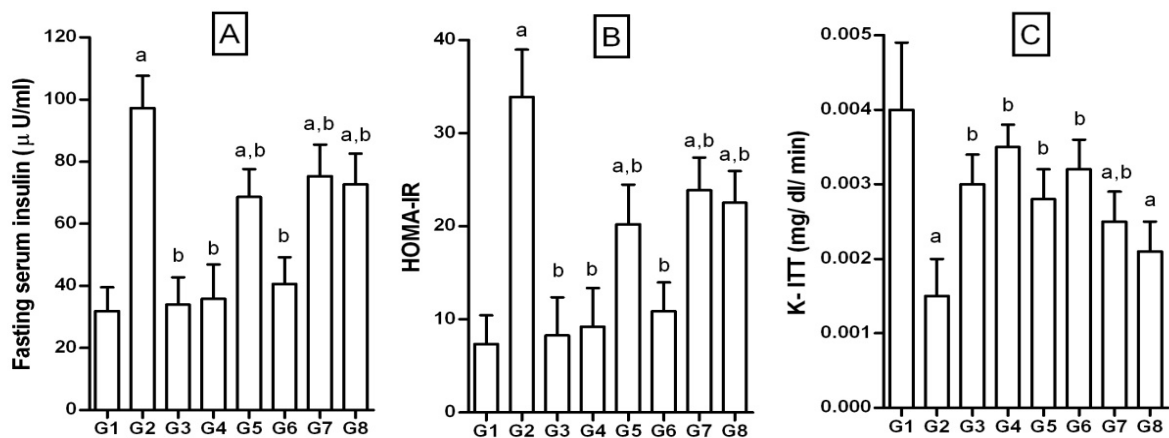 A
Fasting serum insulin (μ U/ml)
120
100
80
60
40
20
0
a
b
b
a,b
b
a,b
a,b
G1 G2 G3 G4 G5 G6 G7 G8
B
HOMA-IR
40
30
20
10
0
a
b
b
a,b
b
a,b
a,b
G1 G2 G3 G4 G5 G6 G7 G8
C
K- ITT (mg/ dl/ min)
0.005
0.004
0.003
0.002
0.001
0.000
a
b
b
b
b
a,b
a
G1 G2 G3 G4 G5 G6 G7 G8